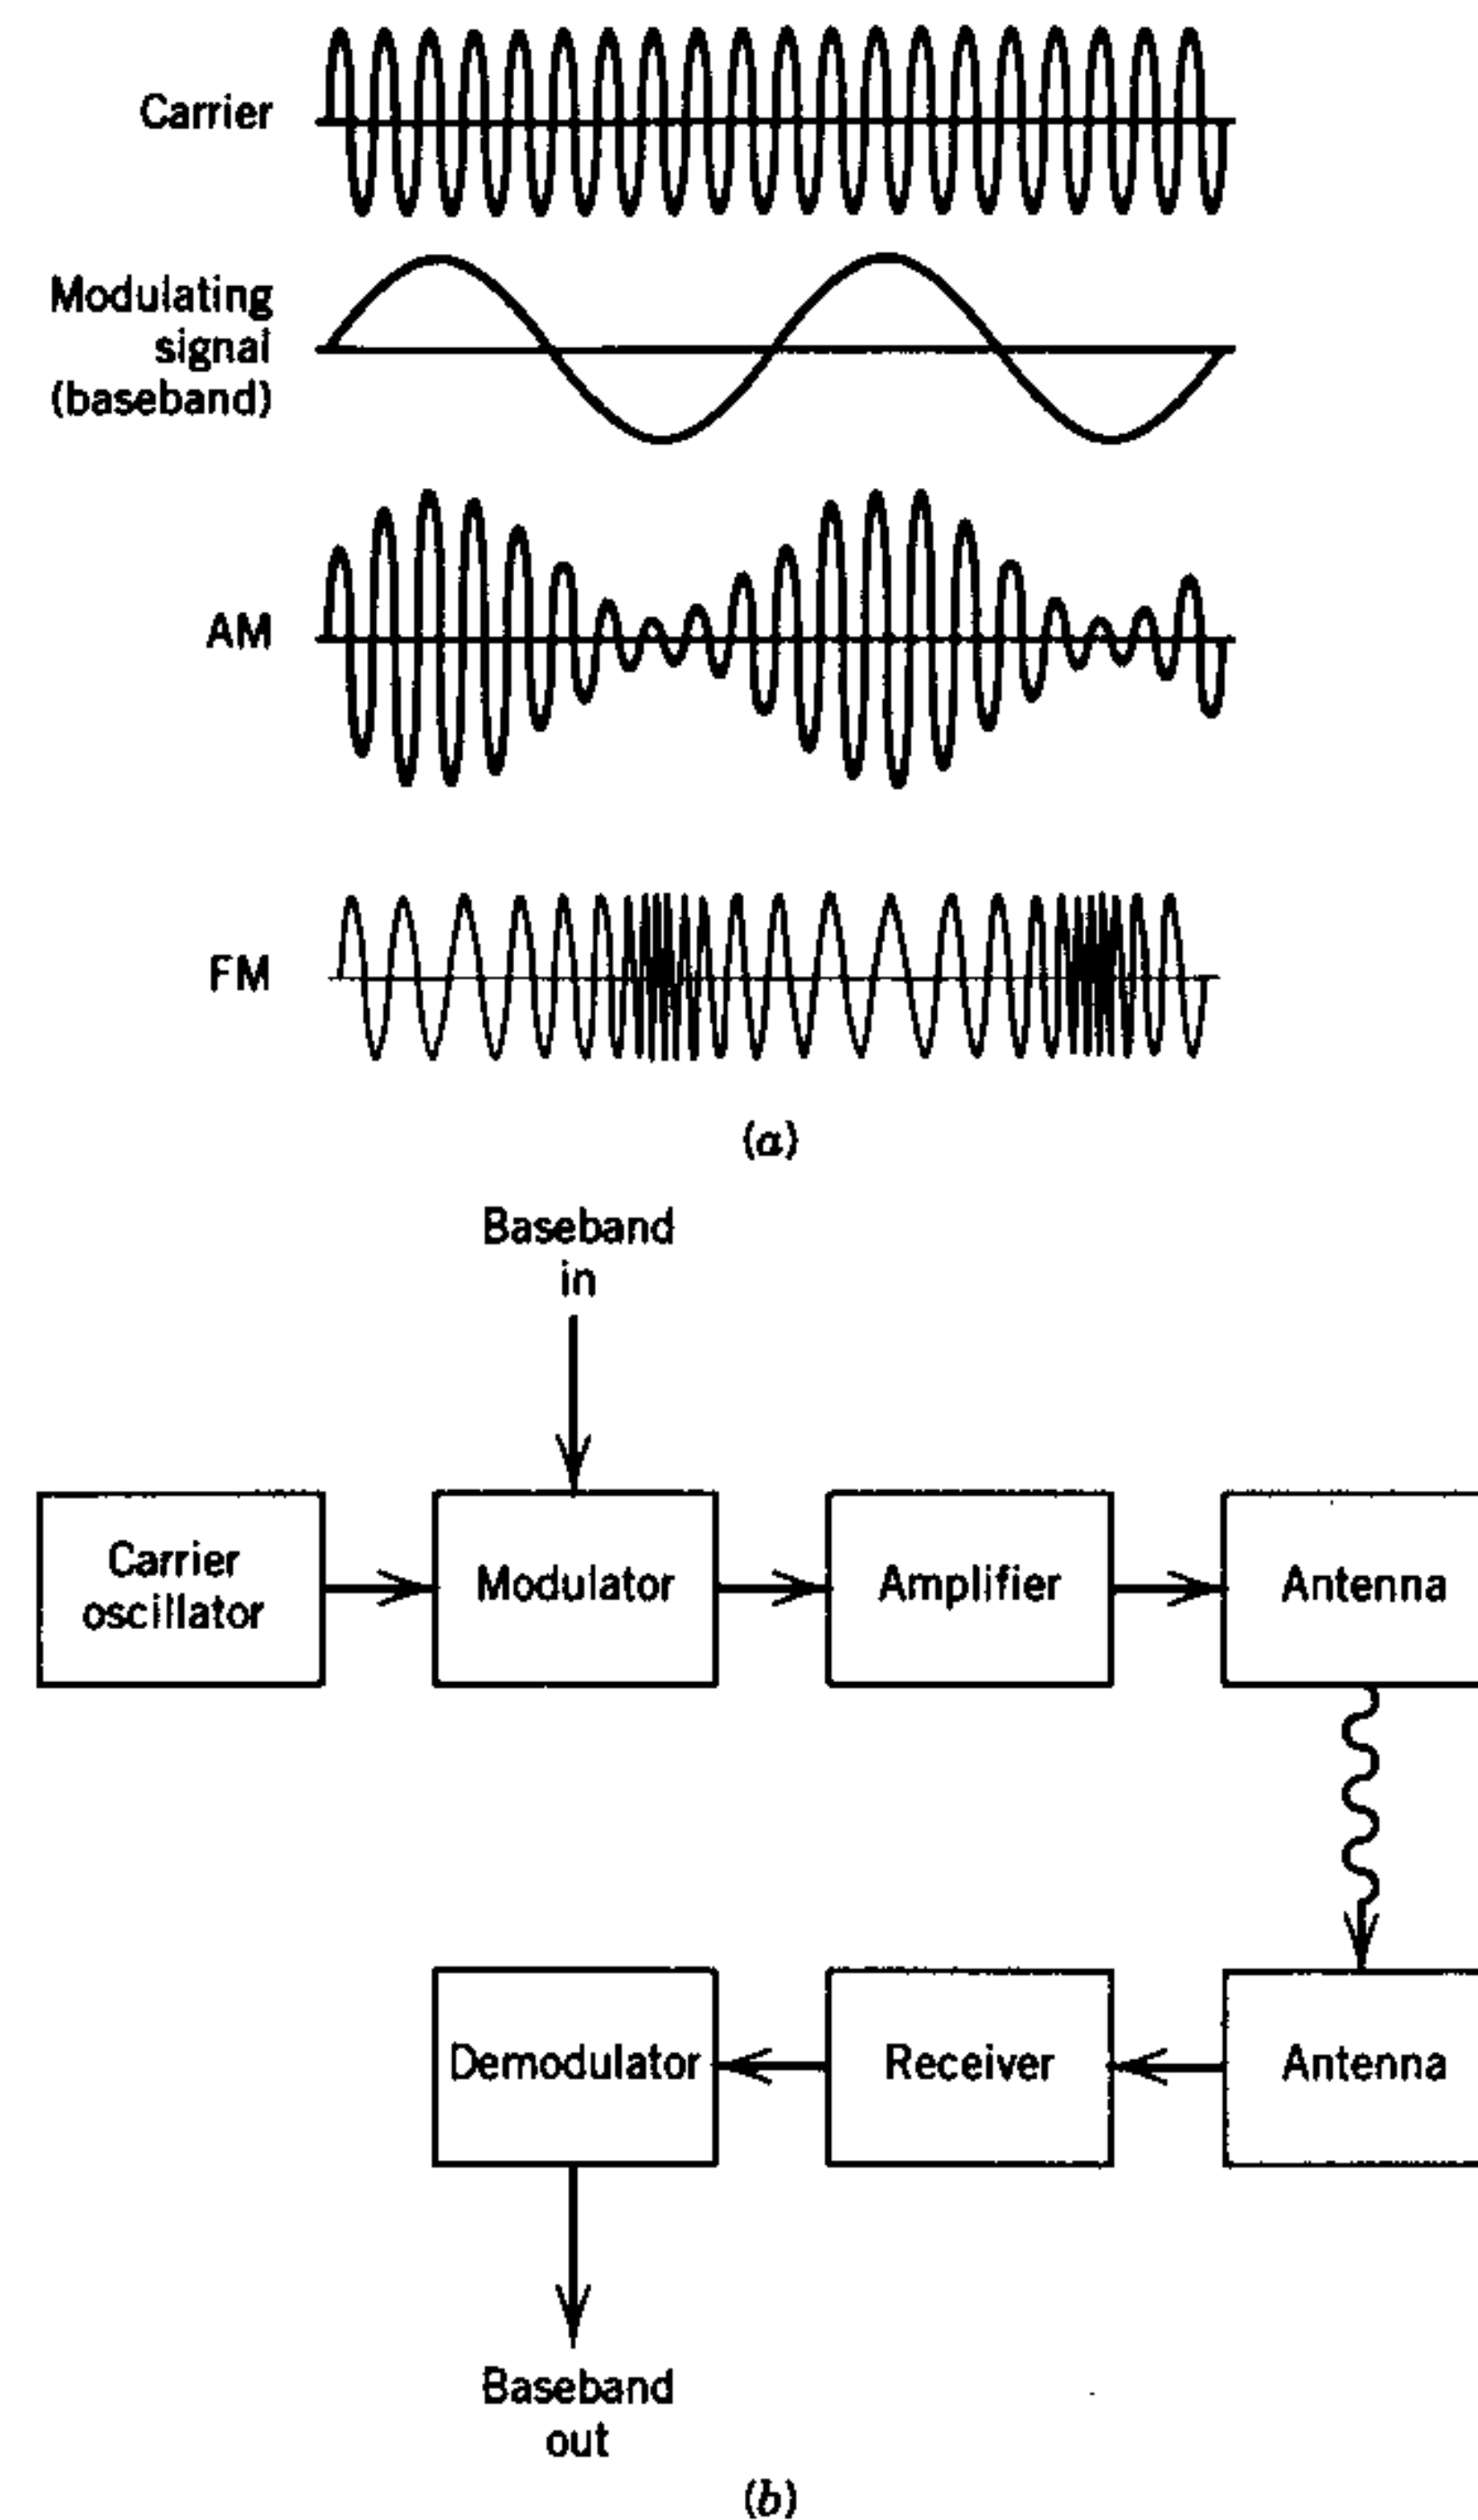 Carrier
Modulating
signal
(baseband)
AM
FM
(a)
Baseband
in
Carrier
oscillator
Modulator
Amplifier
Antenna
Demodulator
Receiver
Antenna
Baseband
out
(b)